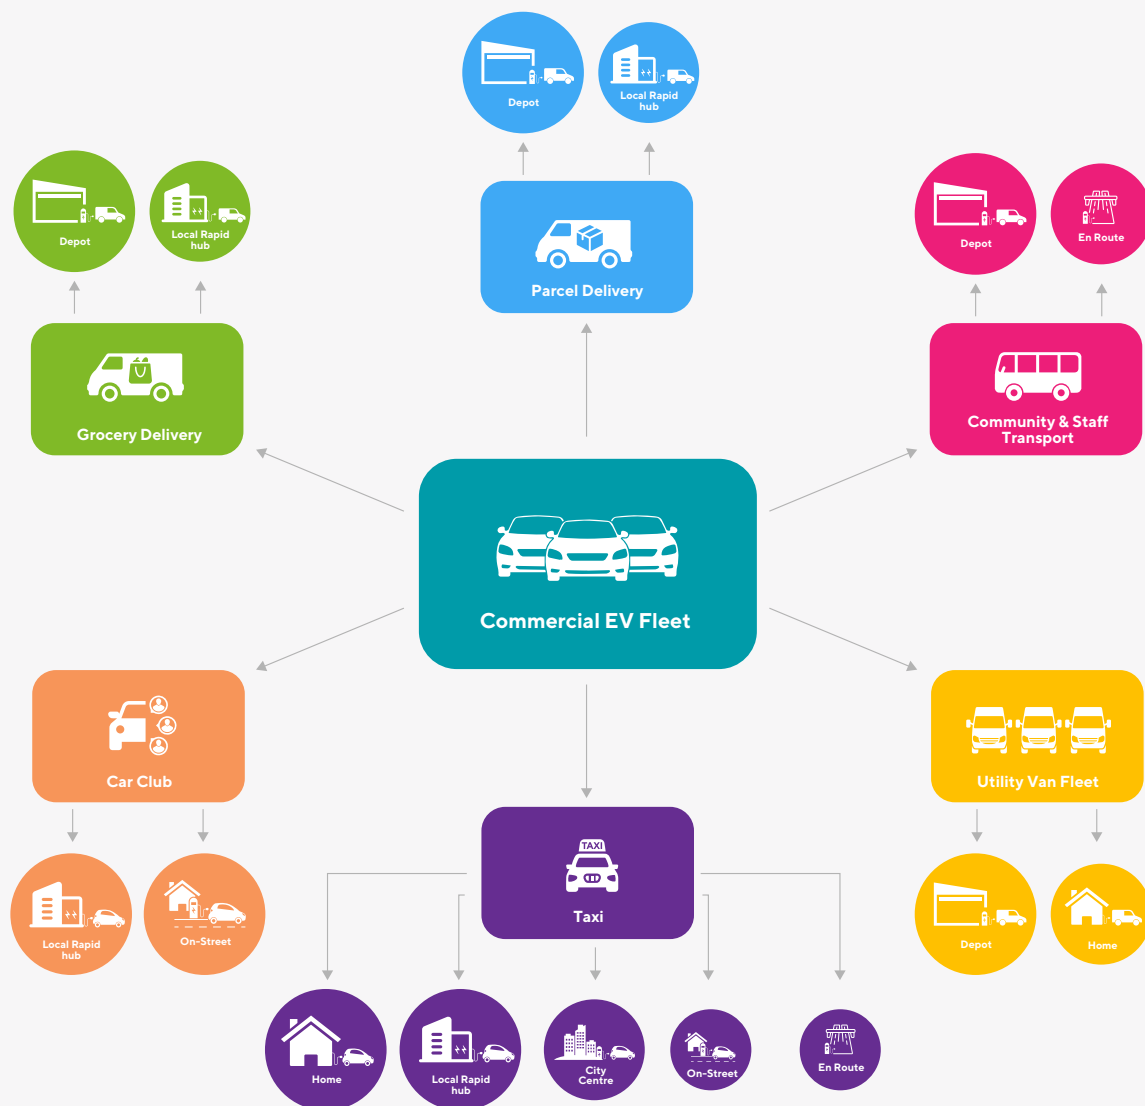 Depot
Local Rapid
hub
Parcel Delivery
Depot
Local Rapid
hub
Grocery Delivery
Depot
En Route
Community & Staff
Transport
Commercial EV Fleet
Car Club
Local Rapid
hub
On-Street
TAXI
Taxi
Utility Van Fleet
Depot
Home
Home
Local Rapid
hub
City
Centre
On-Street
En Route